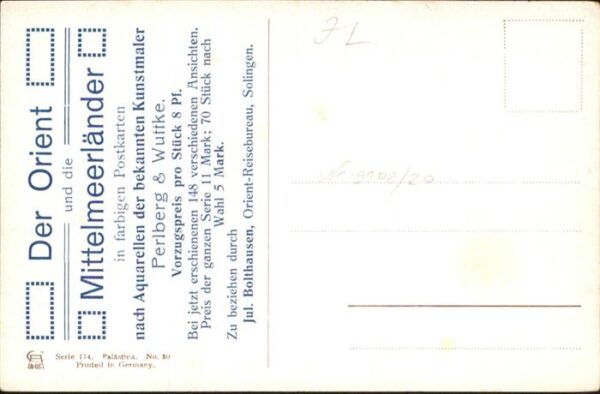 Der Orient
und die
Mittelmeerländer
in farbigen Postkarten
nach Aquarellen der bekannten Kunstmaler
Perlberg & Wuttke.
Vorzugspreis pro Stück 8 Pf.
Bei jetzt erschienenen 148 verschiedenen Ansichten.
Preis der ganzen Serie 11 Mark; 70 Stück nach
Wahl 5 Mark.
Zu beziehen durch
Jul. Bolthausen, Orient-Reisebureau, Solingen.
Serie 174. Palästina. No. 80
Printed in Germany.